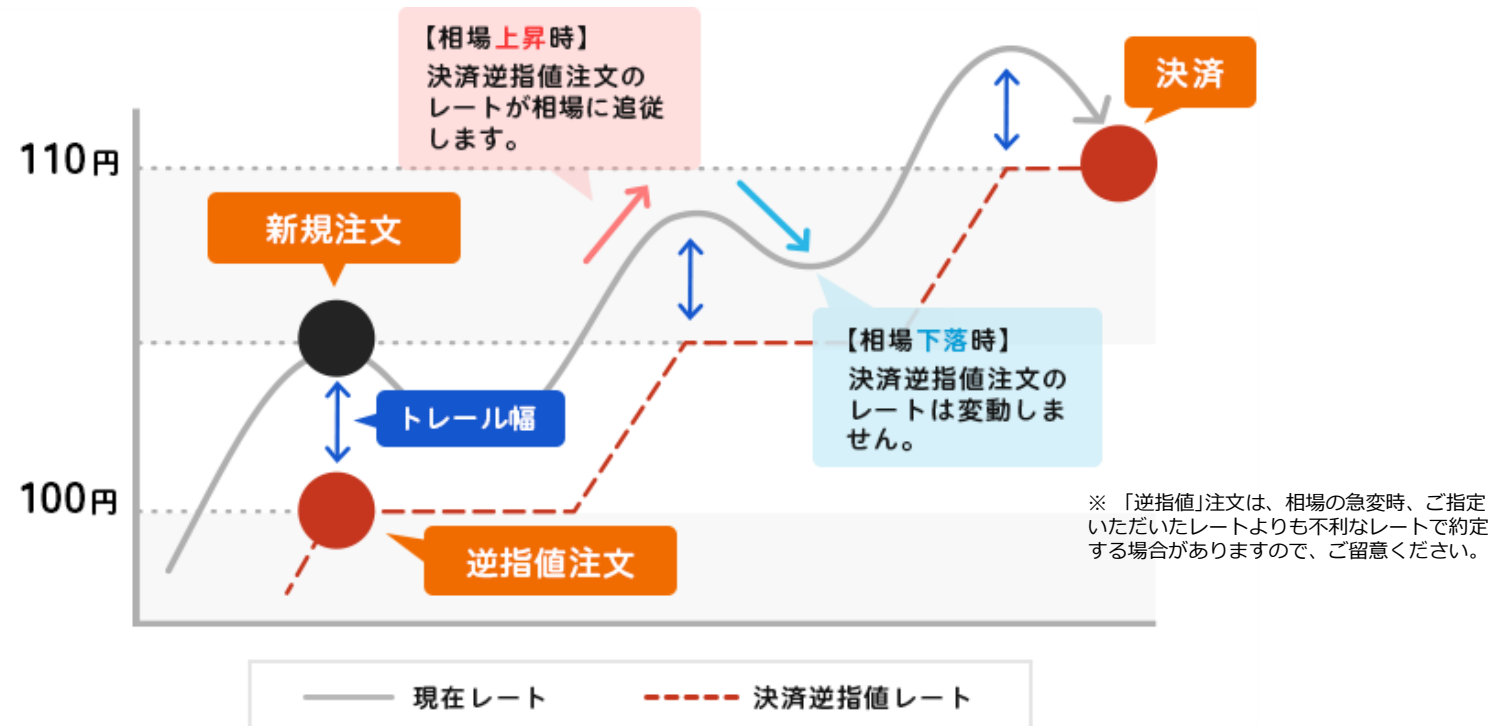 【相場上昇時】
決済逆指値注文の
レートが相場に追従
します。
決済
110円
新規注文
【相場下落時】
決済逆指値注文の
レートは変動しま
せん。
トレール幅
100円
逆指値注文
※ 「逆指値」注文は、相場の急変時、ご指定
いただいたレートよりも不利なレートで約定
する場合がありますので、ご留意ください。
現在レート
決済逆指値レート